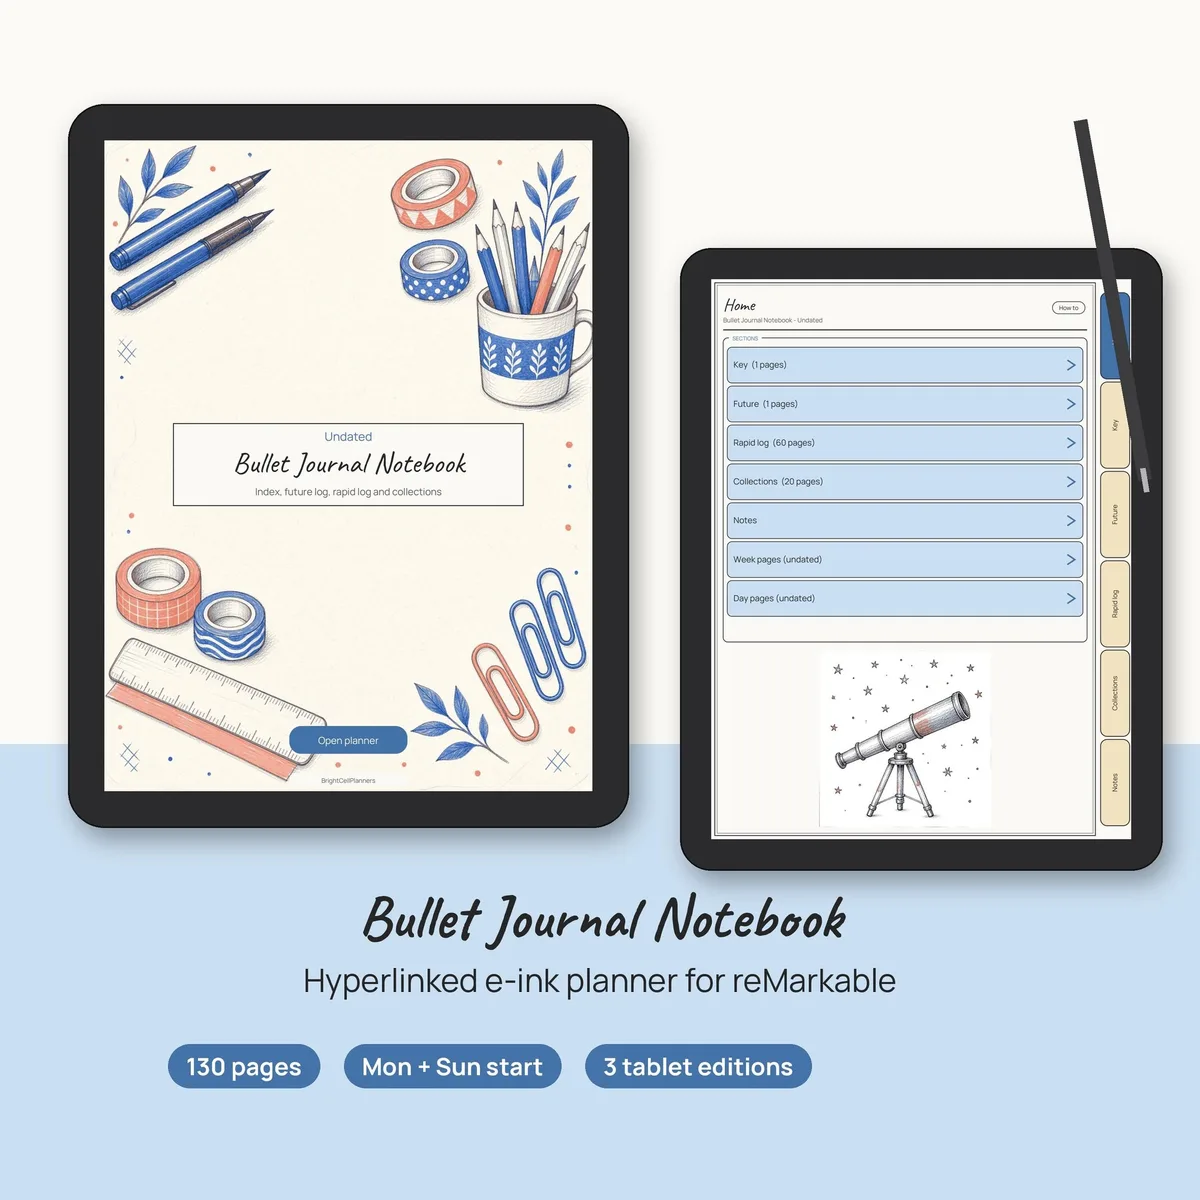 Undated
Bullet Journal Notebook
Index, future log, rapid log and collections
Open planner
BrightCellPlanners
Home
How to
Bullet Journal Notebook - Undated
SECTIONS
Key (1 pages)
Future (1 pages)
Rapid log (60 pages)
Collections (20 pages)
Notes
Week pages (undated)
Day pages (undated)
Key
Future
Rapid log
Collections
Notes
Bullet Journal Notebook
Hyperlinked e-ink planner for reMarkable
130 pages
Mon + Sun start
3 tablet editions